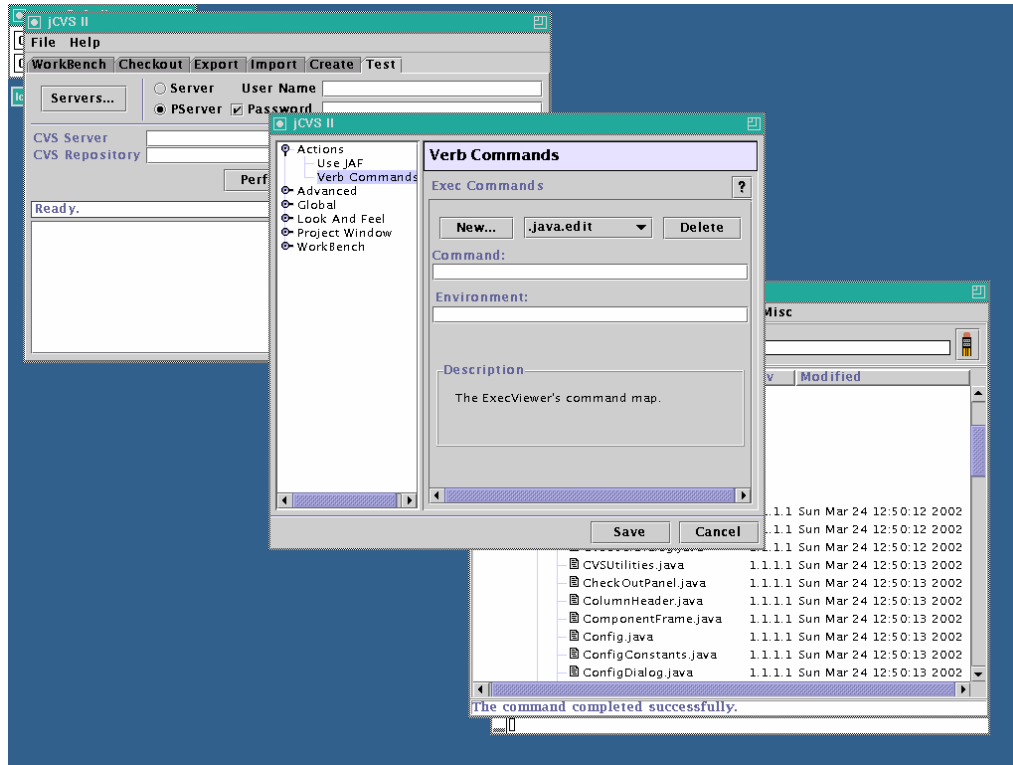 jCVS II
File Help
WorkBench Checkout Export Import Create Test
Servers...
Server User Name
PServer Password
CVS Server
CVS Repository
Perf
Ready.
jCVS II
Actions
Use JAF
Verb Commands
Advanced
Global
Look And Feel
Project Window
WorkBench
Verb Commands
Exec Commands ?
New... .java.edit Delete
Command:
Environment:
Description
The ExecViewer's command map.
Save Cancel
Misc
v Modified
.1.1.1 Sun Mar 24 12:50:12 2002
.1.1.1 Sun Mar 24 12:50:12 2002
1.1.1.1 Sun Mar 24 12:50:12 2002
CVSUtilities.java 1.1.1.1 Sun Mar 24 12:50:13 2002
CheckOutPanel.java 1.1.1.1 Sun Mar 24 12:50:13 2002
ColumnHeader.java 1.1.1.1 Sun Mar 24 12:50:13 2002
ComponentFrame.java 1.1.1.1 Sun Mar 24 12:50:13 2002
Config.java 1.1.1.1 Sun Mar 24 12:50:13 2002
ConfigConstants.java 1.1.1.1 Sun Mar 24 12:50:13 2002
ConfigDialog.java 1.1.1.1 Sun Mar 24 12:50:13 2002
The command completed successfully.